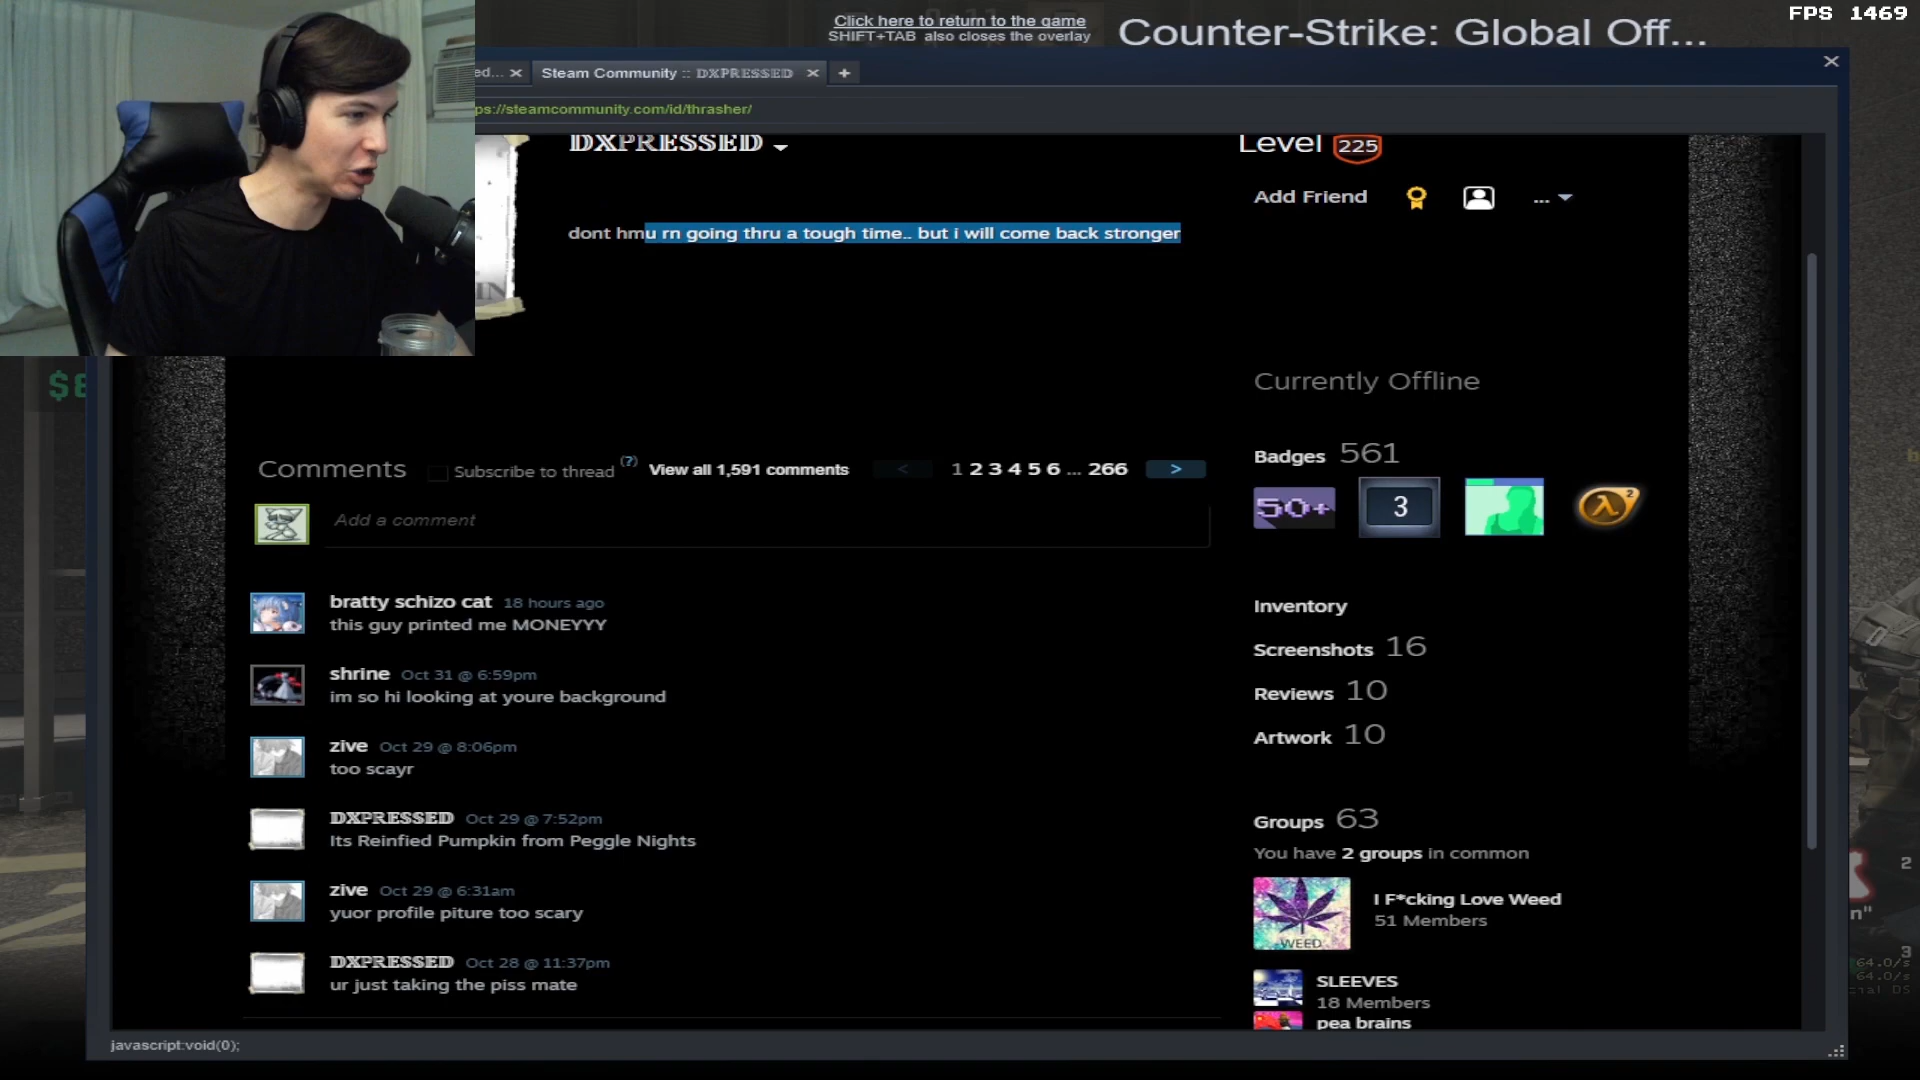 Click here to return to the game
SHIFT+TAB also closes the overlay
Counter-Strike: Global Off...
FPS 1469
ed...
Steam Community :: DXPRESSED
ps://steamcommunity.com/id/thrasher/
DXPRESSED
Level 225
Add Friend
...
dont hmu rn going thru a tough time.. but i will come back stronger
Currently Offline
Comments
Subscribe to thread (?)
View all 1,591 comments
< 1 2 3 4 5 6 ... 266 >
Add a comment
Badges 561
50+
3
λ2
bratty schizo cat 18 hours ago
this guy printed me MONEYYY
shrine Oct 31 @ 6:59pm
im so hi looking at youre background
zive Oct 29 @ 8:06pm
too scayr
DXPRESSED Oct 29 @ 7:52pm
Its Reinfied Pumpkin from Peggle Nights
zive Oct 29 @ 6:31am
yuor profile piture too scary
DXPRESSED Oct 28 @ 11:37pm
ur just taking the piss mate
Inventory
Screenshots 16
Reviews 10
Artwork 10
Groups 63
You have 2 groups in common
WEED
I F*cking Love Weed
51 Members
SLEEVES
18 Members
pea brains
javascript:void(0);
2
n"
3
64.0/s
64.0/s